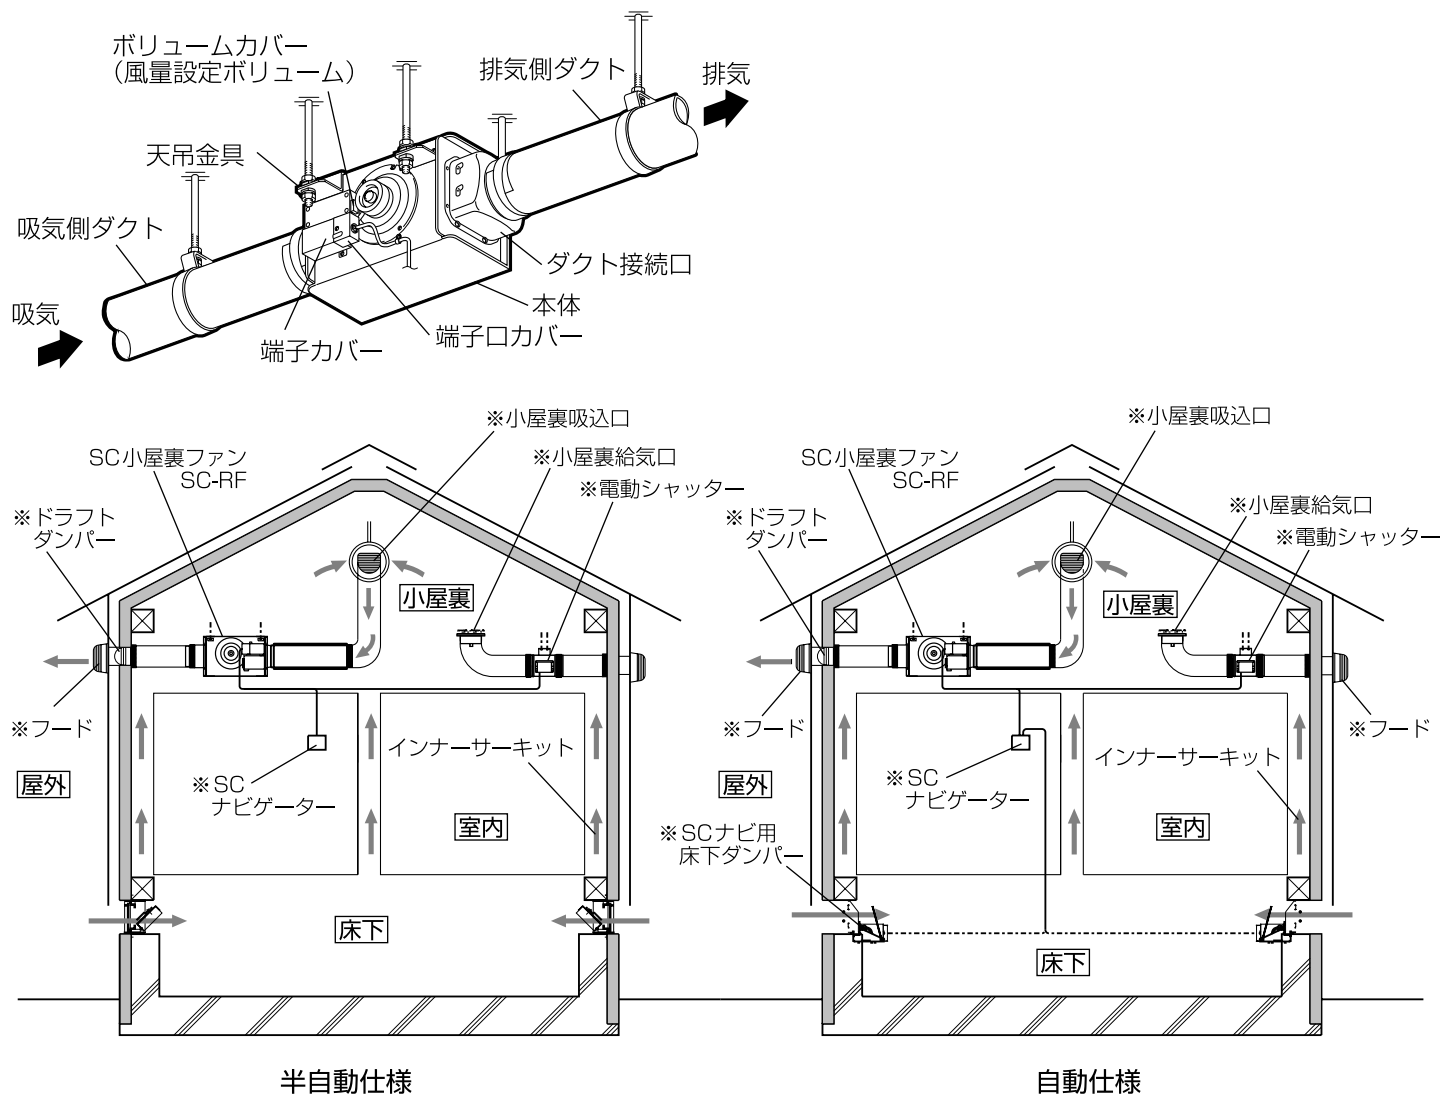 ボリュームカバー
（風量設定ボリューム）
排気側ダクト
排気
天吊金具
吸気側ダクト
ダクト接続口
吸気
本体
端子口カバー
端子カバー
※小屋裏吸込口
SC小屋裏ファン
SC-RF
※小屋裏給気口
※電動シャッター
※ドラフト
ダンパー
小屋裏
※フード
インナーサーキット
屋外
※SC
ナビゲーター
室内
床下
半自動仕様
※小屋裏吸込口
SC小屋裏ファン
SC-RF
※小屋裏給気口
※ドラフト
ダンパー
※電動シャッター
小屋裏
※フード
※フード
インナーサーキット
屋外
※SC
ナビゲーター
※SCナビ用
床下ダンパー
室内
床下
自動仕様